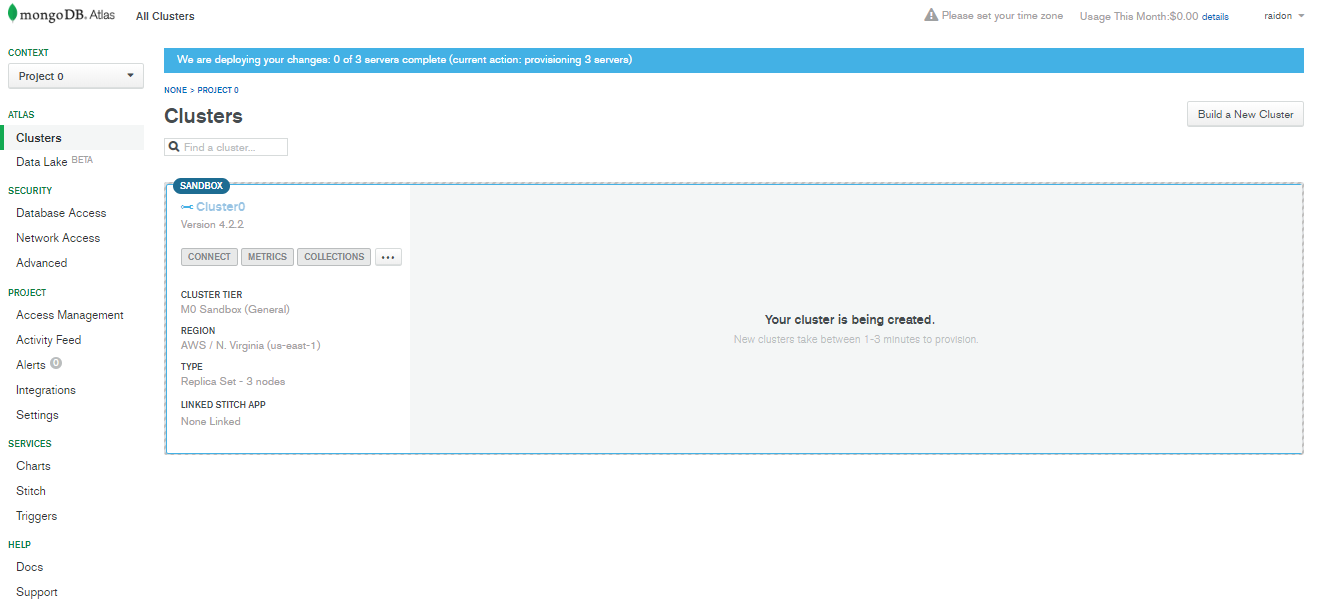 mongoDB. Atlas
All Clusters
Please set your time zone
Usage This Month:$0.00 details
raidon
CONTEXT
Project 0
ATLAS
Clusters
Data Lake BETA
SECURITY
Database Access
Network Access
Advanced
PROJECT
Access Management
Activity Feed
Alerts 0
Integrations
Settings
SERVICES
Charts
Stitch
Triggers
HELP
Docs
Support
We are deploying your changes: 0 of 3 servers complete (current action: provisioning 3 servers)
NONE > PROJECT 0
Clusters
Build a New Cluster
Find a cluster...
SANDBOX
Cluster0
Version 4.2.2
CONNECT
METRICS
COLLECTIONS
...
CLUSTER TIER
M0 Sandbox (General)
REGION
AWS / N. Virginia (us-east-1)
TYPE
Replica Set - 3 nodes
LINKED STITCH APP
None Linked
Your cluster is being created.
New clusters take between 1-3 minutes to provision.